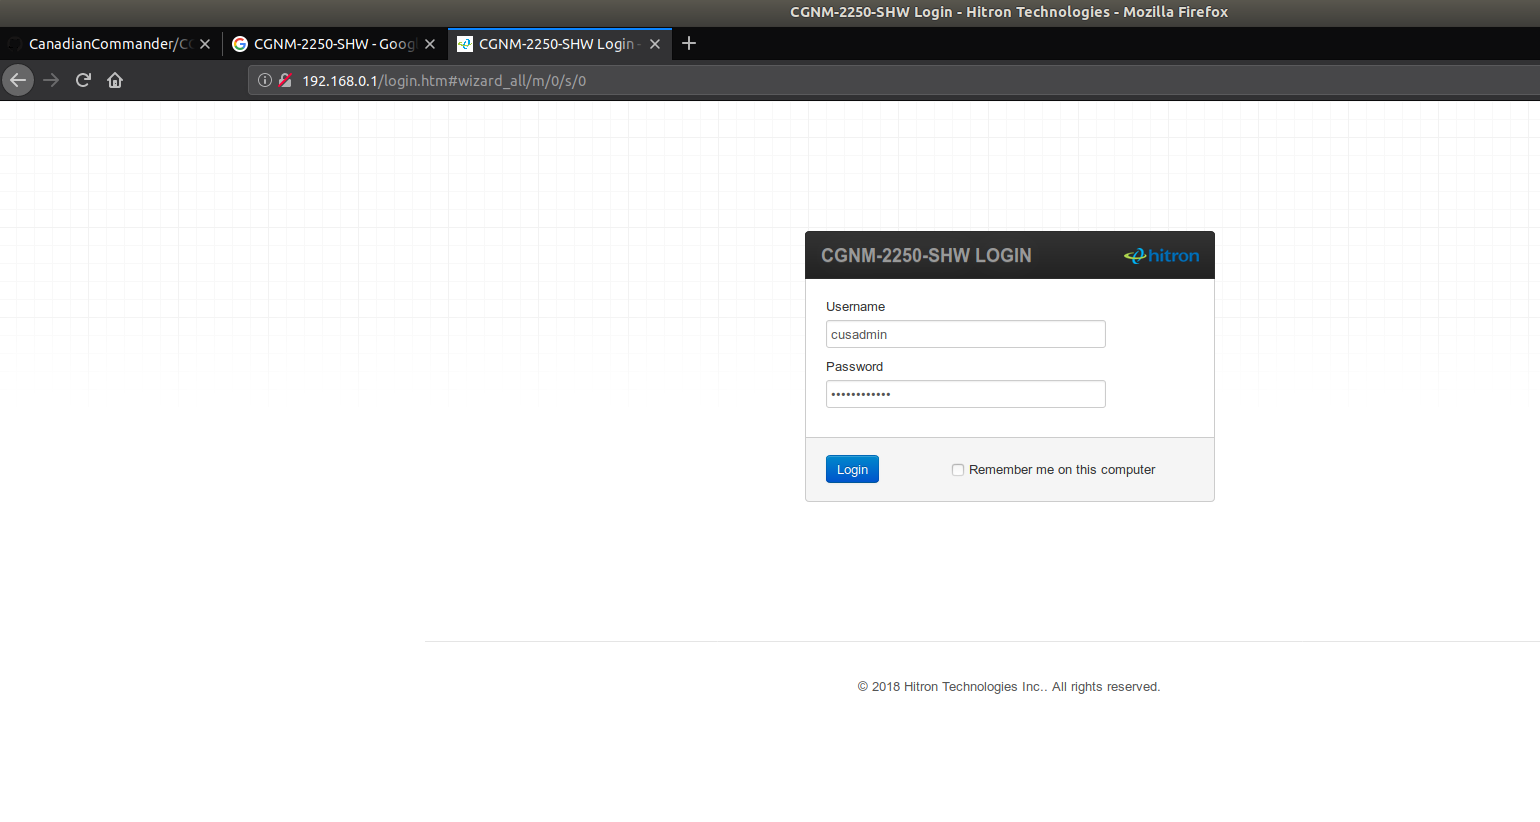 CGNM-2250-SHW Login - Hitron Technologies - Mozilla Firefox
CanadianCommander/CG
CGNM-2250-SHW - Googl
CGNM-2250-SHW Login -
192.168.0.1/login.htm#wizard_all/m/0/s/0
CGNM-2250-SHW LOGIN
hitron
Username
cusadmin
Password
••••••••••••
Login
Remember me on this computer
© 2018 Hitron Technologies Inc.. All rights reserved.